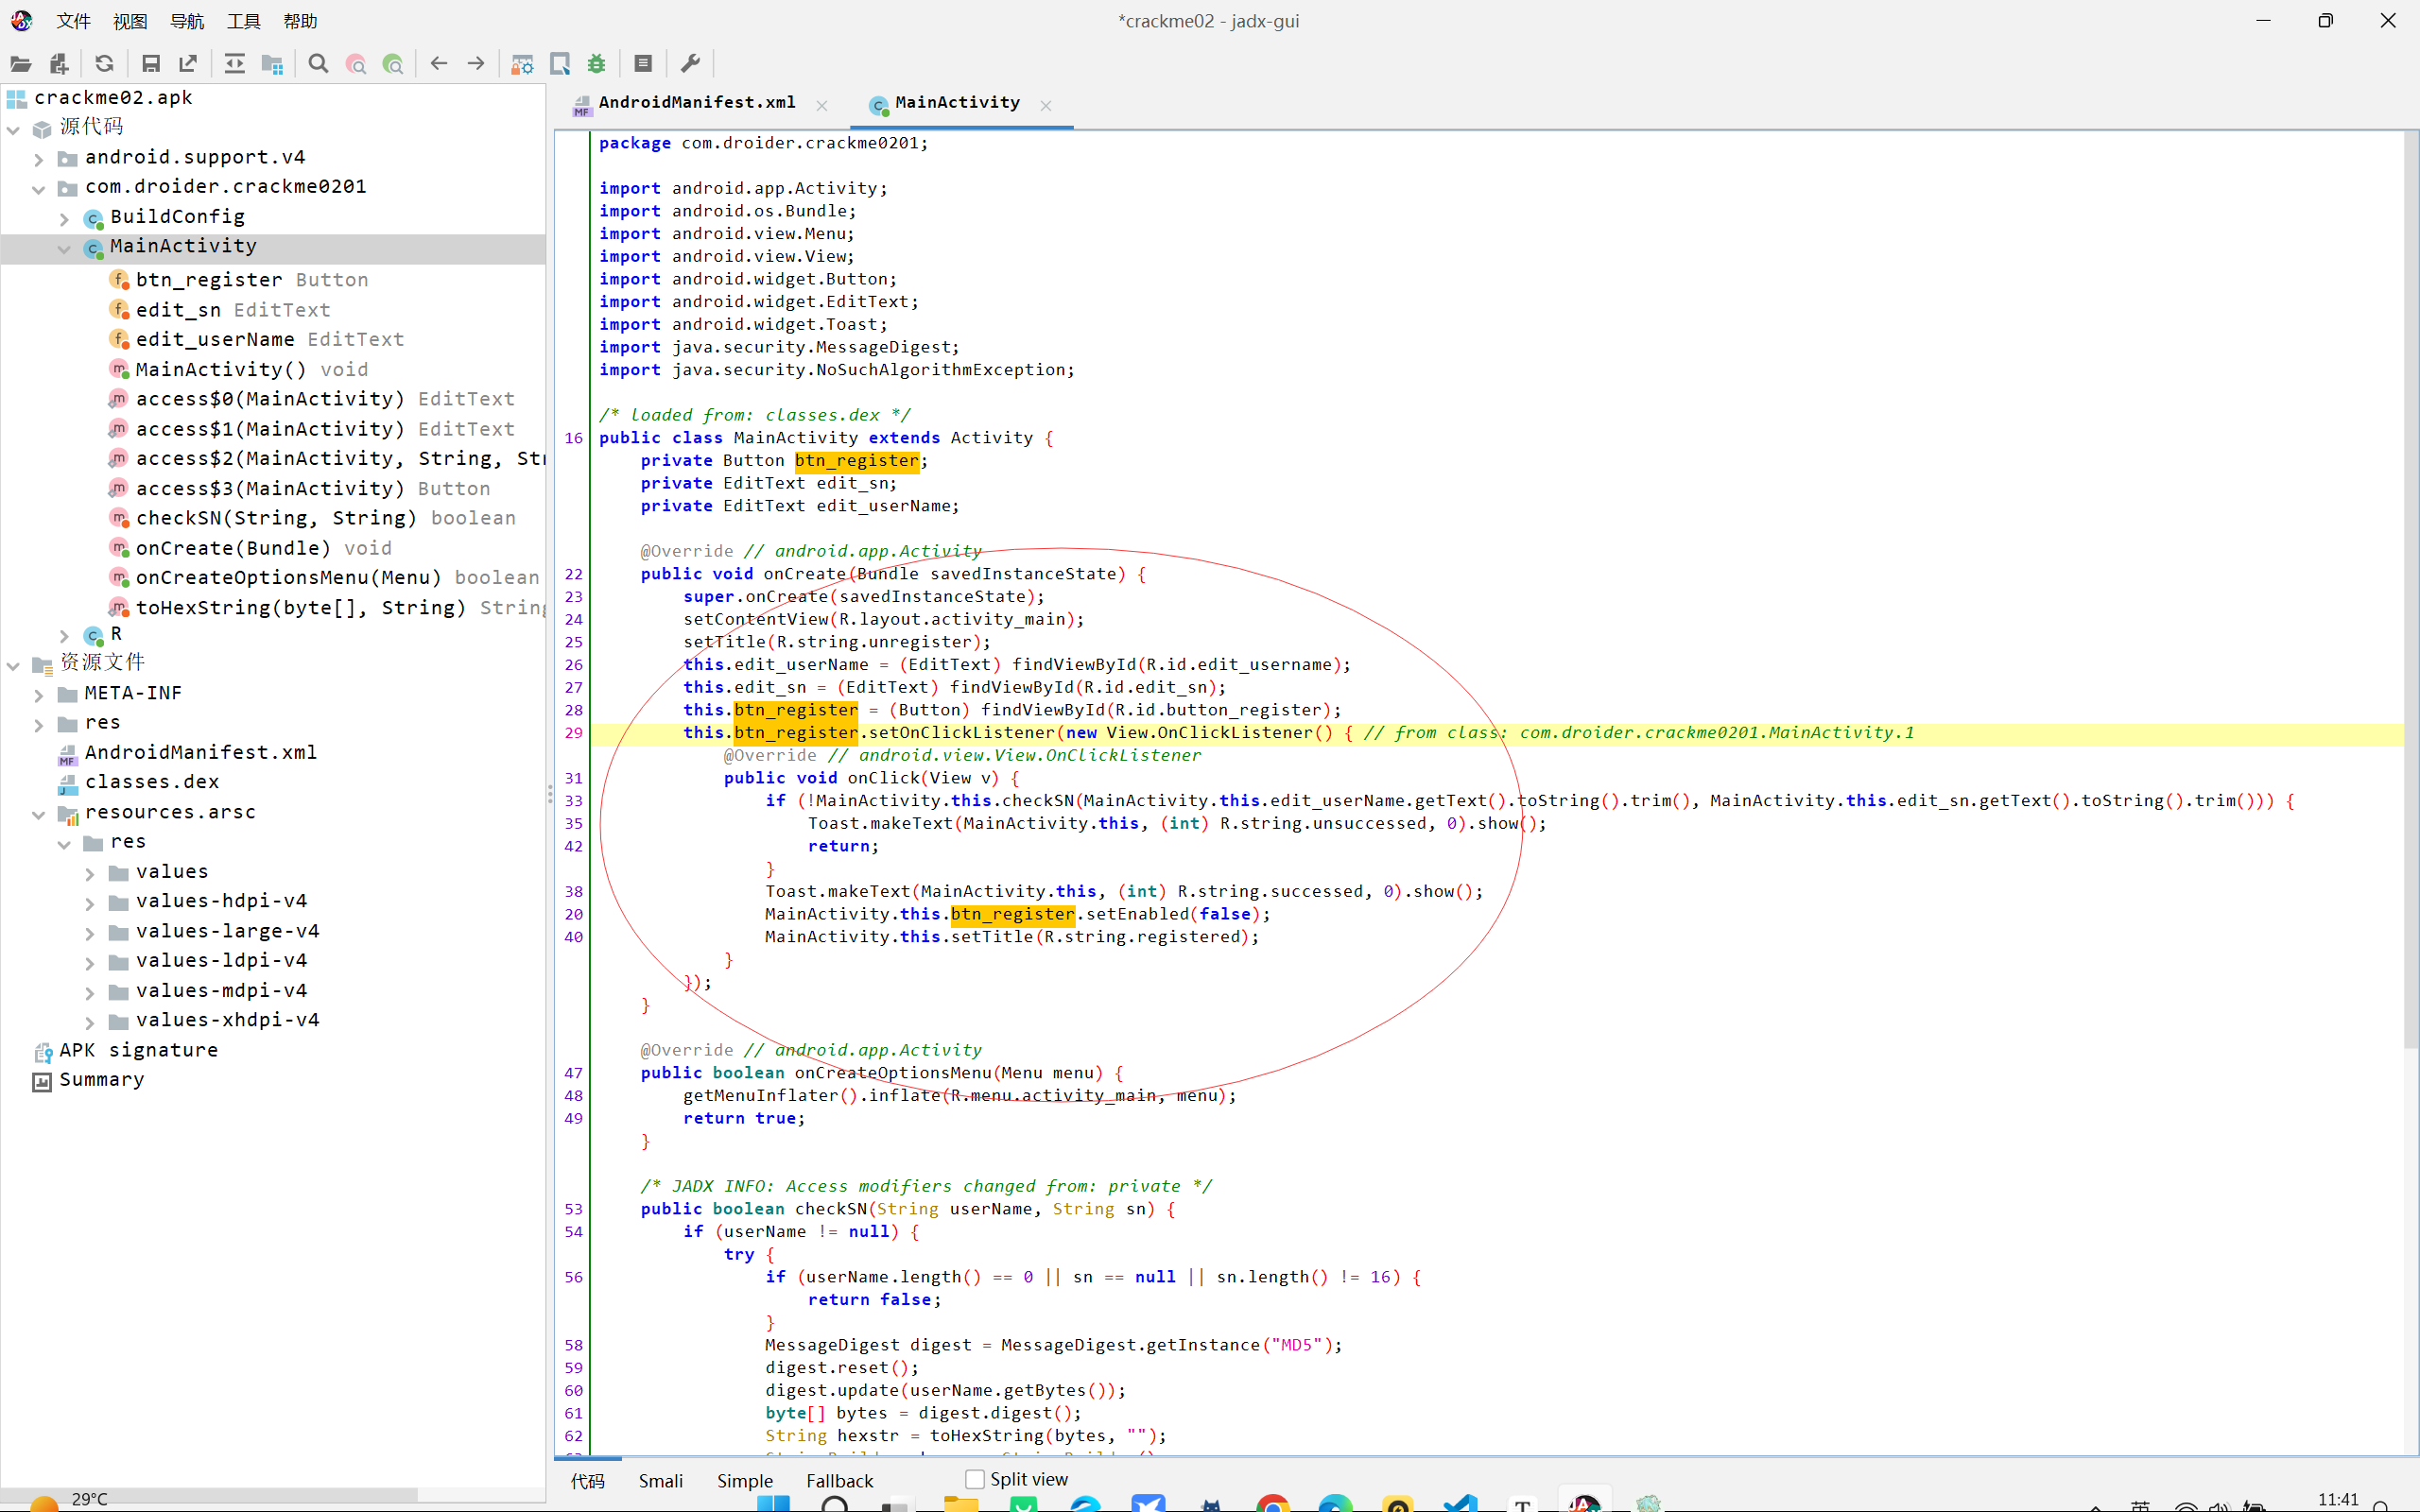 文件 视图 导航 工具 帮助
*crackme02 - jadx-gui
crackme02.apk
源代码
android.support.v4
com.droider.crackme0201
BuildConfig
MainActivity
btn_register Button
edit_sn EditText
edit_userName EditText
MainActivity() void
access$0(MainActivity) EditText
access$1(MainActivity) EditText
access$2(MainActivity, String, Str
access$3(MainActivity) Button
checkSN(String, String) boolean
onCreate(Bundle) void
onCreateOptionsMenu(Menu) boolean
toHexString(byte[], String) String
R
资源文件
META-INF
res
AndroidManifest.xml
classes.dex
resources.arsc
res
values
values-hdpi-v4
values-large-v4
values-ldpi-v4
values-mdpi-v4
values-xhdpi-v4
APK signature
Summary
AndroidManifest.xml
MainActivity
package com.droider.crackme0201;
import android.app.Activity;
import android.os.Bundle;
import android.view.Menu;
import android.view.View;
import android.widget.Button;
import android.widget.EditText;
import android.widget.Toast;
import java.security.MessageDigest;
import java.security.NoSuchAlgorithmException;
/* loaded from: classes.dex */
16 public class MainActivity extends Activity {
private Button btn_register;
private EditText edit_sn;
private EditText edit_userName;
@Override // android.app.Activity
22 public void onCreate(Bundle savedInstanceState) {
23 super.onCreate(savedInstanceState);
24 setContentView(R.layout.activity_main);
25 setTitle(R.string.unregister);
26 this.edit_userName = (EditText) findViewById(R.id.edit_username);
27 this.edit_sn = (EditText) findViewById(R.id.edit_sn);
28 this.btn_register = (Button) findViewById(R.id.button_register);
29 this.btn_register.setOnClickListener(new View.OnClickListener() { // from class: com.droider.crackme0201.MainActivity.1
@Override // android.view.View.OnClickListener
31 public void onClick(View v) {
33 if (!MainActivity.this.checkSN(MainActivity.this.edit_userName.getText().toString().trim(), MainActivity.this.edit_sn.getText().toString().trim())) {
35 Toast.makeText(MainActivity.this, (int) R.string.unsuccessed, 0).show();
42 return;
}
38 Toast.makeText(MainActivity.this, (int) R.string.successed, 0).show();
20 MainActivity.this.btn_register.setEnabled(false);
40 MainActivity.this.setTitle(R.string.registered);
}
});
}
@Override // android.app.Activity
47 public boolean onCreateOptionsMenu(Menu menu) {
48 getMenuInflater().inflate(R.menu.activity_main, menu);
49 return true;
}
/* JADX INFO: Access modifiers changed from: private */
53 public boolean checkSN(String userName, String sn) {
54 if (userName != null) {
try {
56 if (userName.length() == 0 || sn == null || sn.length() != 16) {
return false;
}
58 MessageDigest digest = MessageDigest.getInstance("MD5");
59 digest.reset();
60 digest.update(userName.getBytes());
61 byte[] bytes = digest.digest();
62 String hexstr = toHexString(bytes, "");
代码 Smali Simple Fallback Split view
29°C
英
11:41